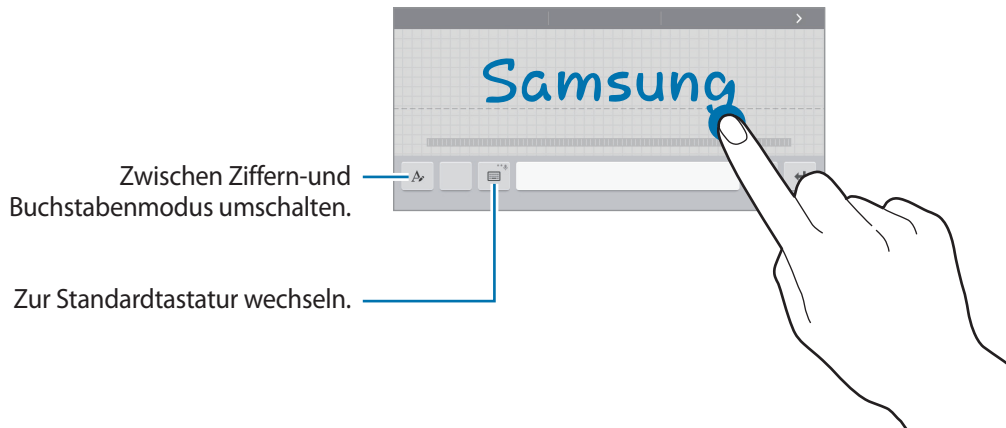 Samsung
Zwischen Ziffern-und
Buchstabenmodus umschalten.
Zur Standardtastatur wechseln.